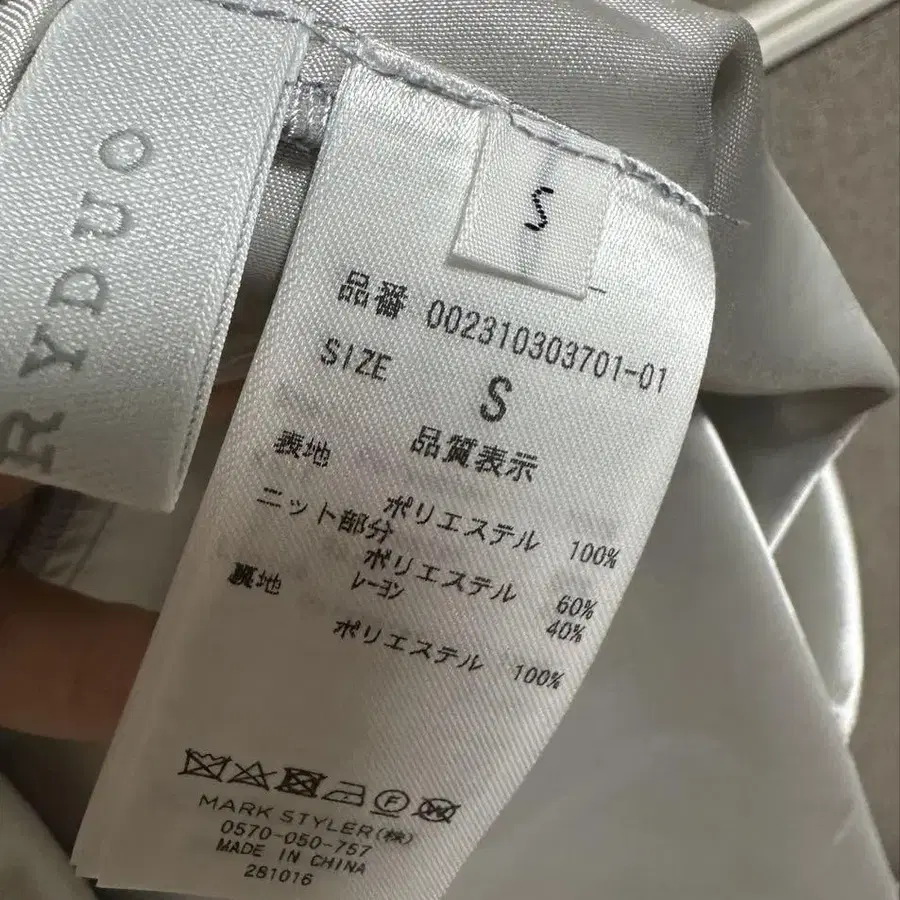 RYDUO
S
品番 002310303701-01
SIZE S
品質表示
表地
ポリエステル 100%
ニット部分
ポリエステル 60%
レーヨン 40%
裏地
ポリエステル 100%
MARK STYLER(株)
0570-050-757
MADE IN CHINA
281016